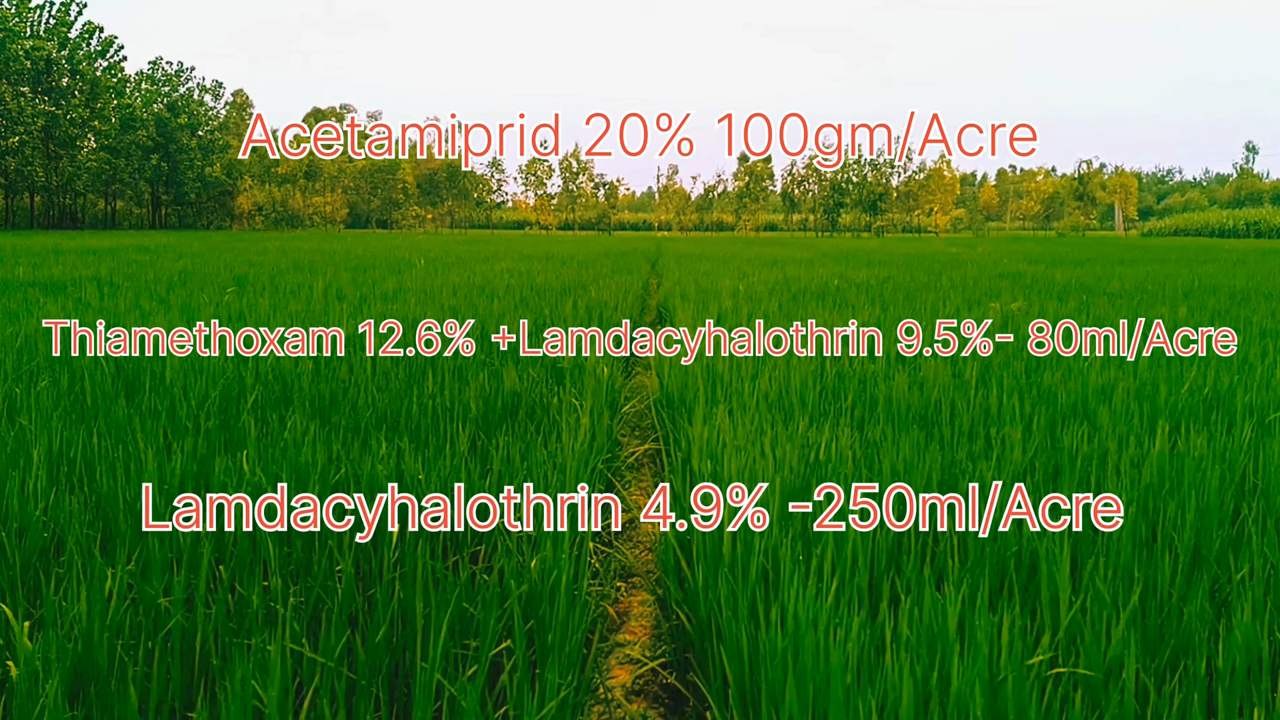 Acetamiprid 20% 100gm/Acre
Thiamethoxam 12.6% +Lamdacyhalothrin 9.5%- 80ml/Acre
Lamdacyhalothrin 4.9% -250ml/Acre